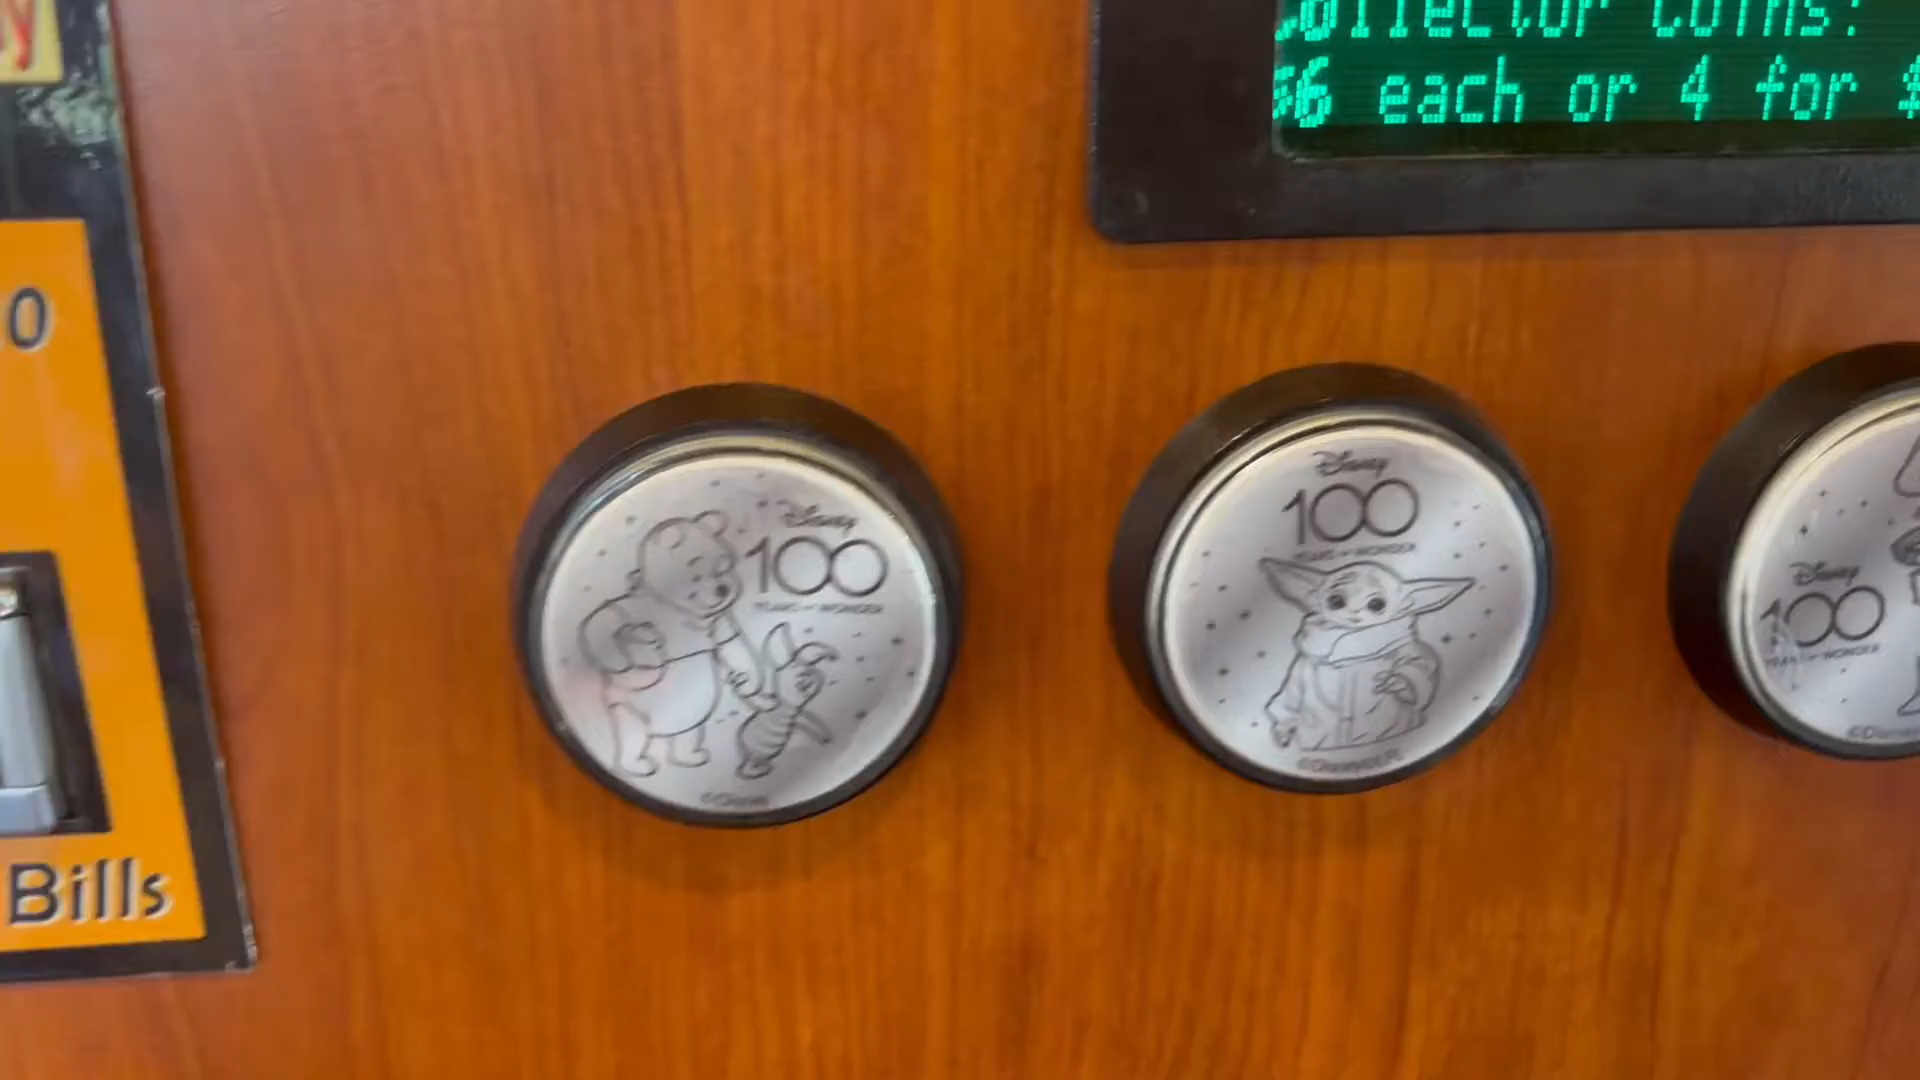 Collector Coins:
$6 each or 4 for $
0
Bills
Disney
100
YEARS OF WONDER
©Disney
Disney
100
YEARS OF WONDER
Disney
100
YEARS OF WONDER